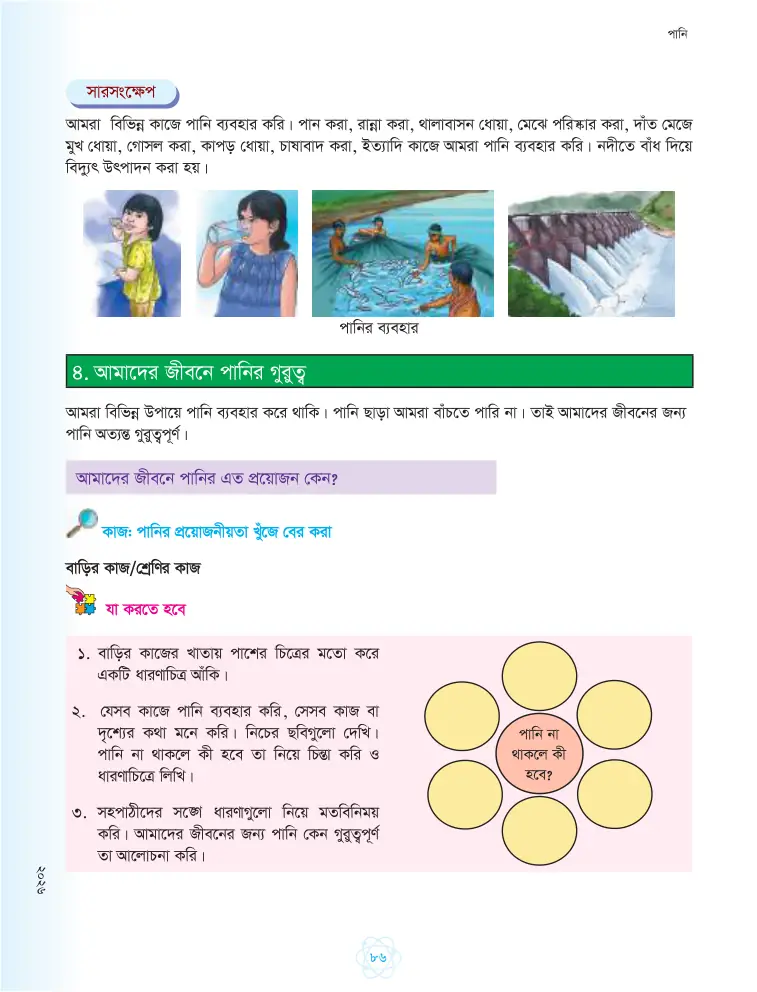 পানি
সারসংক্ষেপ
আমরা বিভিন্ন কাজে পানি ব্যবহার করি। পান করা, রান্না করা, থালাবাসন ধোয়া, মেঝে পরিষ্কার করা, দাঁত মেজে
মুখ ধোয়া, গোসল করা, কাপড় ধোয়া, চাষাবাদ করা, ইত্যাদি কাজে আমরা পানি ব্যবহার করি। নদীতে বাঁধ দিয়ে
বিদ্যুৎ উৎপাদন করা হয়।
পানির ব্যবহার
৪. আমাদের জীবনে পানির গুরুত্ব
আমরা বিভিন্ন উপায়ে পানি ব্যবহার করে থাকি। পানি ছাড়া আমরা বাঁচতে পারি না। তাই আমাদের জীবনের জন্য
পানি অত্যন্ত গুরুত্বপূর্ণ।
আমাদের জীবনে পানির এত প্রয়োজন কেন?
কাজ: পানির প্রয়োজনীয়তা খুঁজে বের করা
বাড়ির কাজ/শ্রেণির কাজ
যা করতে হবে
১. বাড়ির কাজের খাতায় পাশের চিত্রের মতো করে
একটি ধারণাচিত্র আঁকি।
২. যেসব কাজে পানি ব্যবহার করি, সেসব কাজ বা
দৃশ্যের কথা মনে করি। নিচের ছবিগুলো দেখি।
পানি না থাকলে কী হবে তা নিয়ে চিন্তা করি ও
ধারণাচিত্রে লিখি।
৩. সহপাঠীদের সঙ্গে ধারণাগুলো নিয়ে মতবিনিময়
করি। আমাদের জীবনের জন্য পানি কেন গুরুত্বপূর্ণ
তা আলোচনা করি।
পানি না
থাকলে কী
হবে?
২০২৫
৮৬